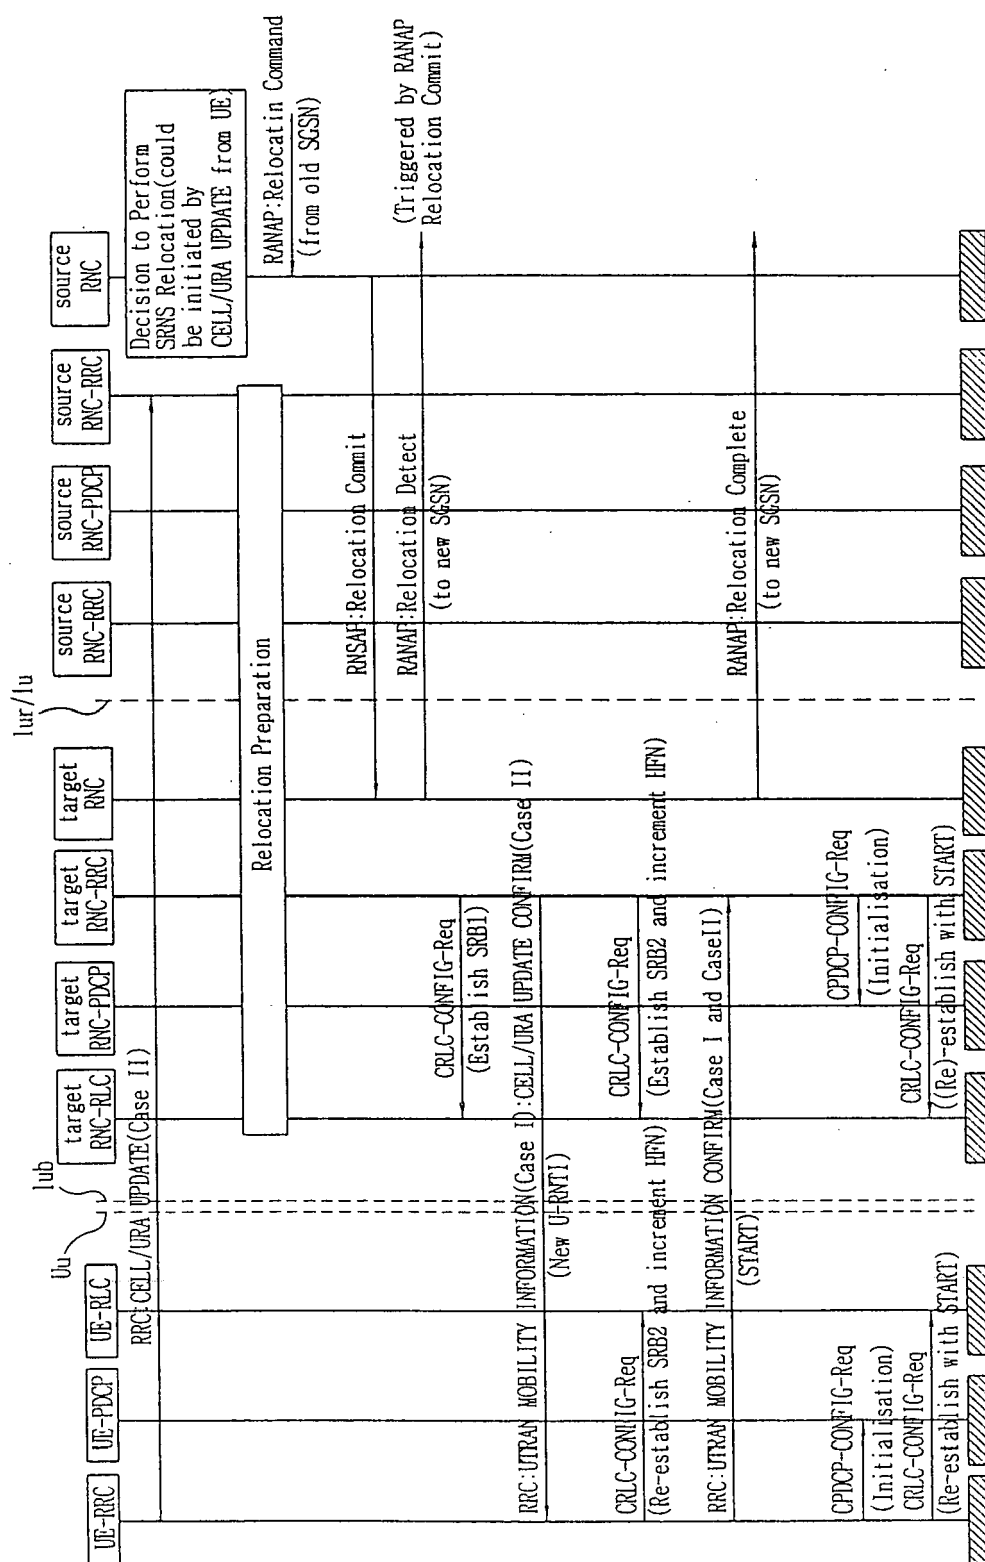 UE-RRC
UE-PDCP
UE-RLC
Uu
Iub
target
RNC-RLC
target
RNC-PDCP
target
RNC-RRC
target
RNC
Iur/Iu
source
RNC-RRC
source
RNC-PDCP
source
RNC-RRC
source
RNC
RRC:CELL/URA UPDATE(Case II)
Decision to Perform
SRNS Relocation(could
be initiated by
CELL/URA UPDATE from UE)
Relocation Preparation
RANAP:Relocatin Command
(from old SGSN)
RNSAP:Relocation Commit
RANAP:Relocation Detect
(to new SGSN)
(Triggered by RANAP
Relocation Commit)
CRLC-CONFIG-Req
(Establish SRB1)
RRC:UTRAN MOBILITY INFORMATION(Case I):CELL/URA UPDATE CONFIRM(Case II)
(New U-RNTI)
CRLC-CONFIG-Req
(Re-establish SRB2 and increment HFN)
CRLC-CONFIG-Req
(Establish SRB2 and increment HFN)
RRC:UTRAN MOBILITY INFORMATION CONFIRM(Case I and CaseII)
(START)
RANAP:Relocation Complete
(to new SGSN)
CPDCP-CONFIG-Req
(Initialisation)
CRLC-CONFIG-Req
(Re-establish with START)
CPDCP-CONFIG-Req
(Initialisation)
CRLC-CONFIG-Req
((Re)-establish with START)